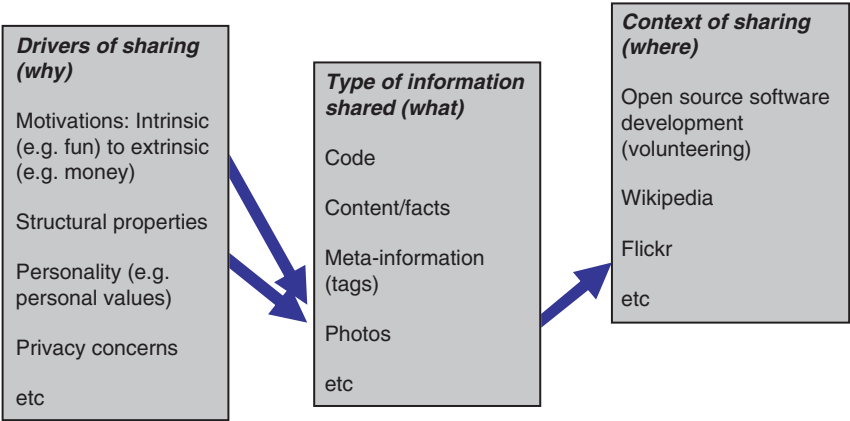 Drivers of sharing
(why)
Motivations: Intrinsic
(e.g. fun) to extrinsic
(e.g. money)
Structural properties
Personality (e.g.
personal values)
Privacy concerns
etc
Type of information
shared (what)
Code
Content/facts
Meta-information
(tags)
Photos
etc
Context of sharing
(where)
Open source software
development
(volunteering)
Wikipedia
Flickr
etc